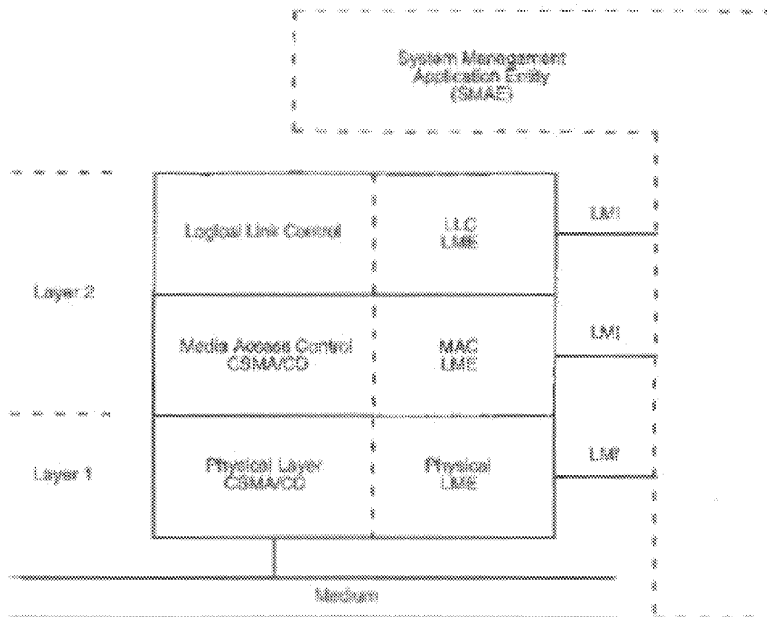 System Management
Application Entity
(SMAE)
Logical Link Control
LLC
LME
LMI
Layer 2
Media Access Control
CSMA/CD
MAC
LME
LMI
Layer 1
Physical Layer
CSMA/CD
Physical
LME
LMI
Medium